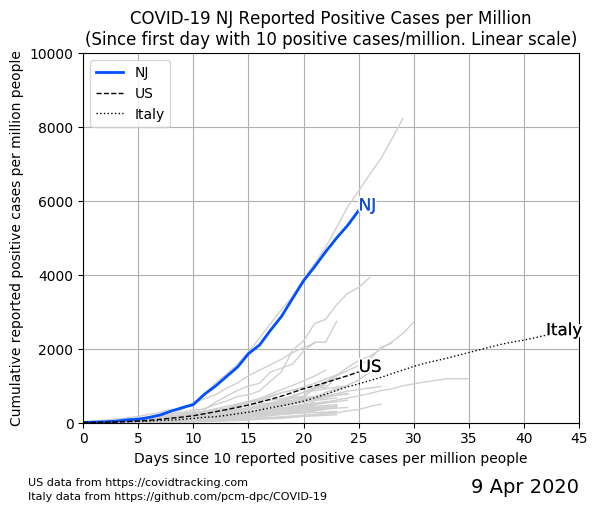 COVID-19 NJ Reported Positive Cases per Million
(Since first day with 10 positive cases/million. Linear scale)
Cumulative reported positive cases per million people
10000
8000
6000
4000
2000
0
NJ
US
Italy
NJ
US
Italy
0 5 10 15 20 25 30 35 40 45
Days since 10 reported positive cases per million people
US data from https://covidtracking.com
Italy data from https://github.com/pcm-dpc/COVID-19
9 Apr 2020